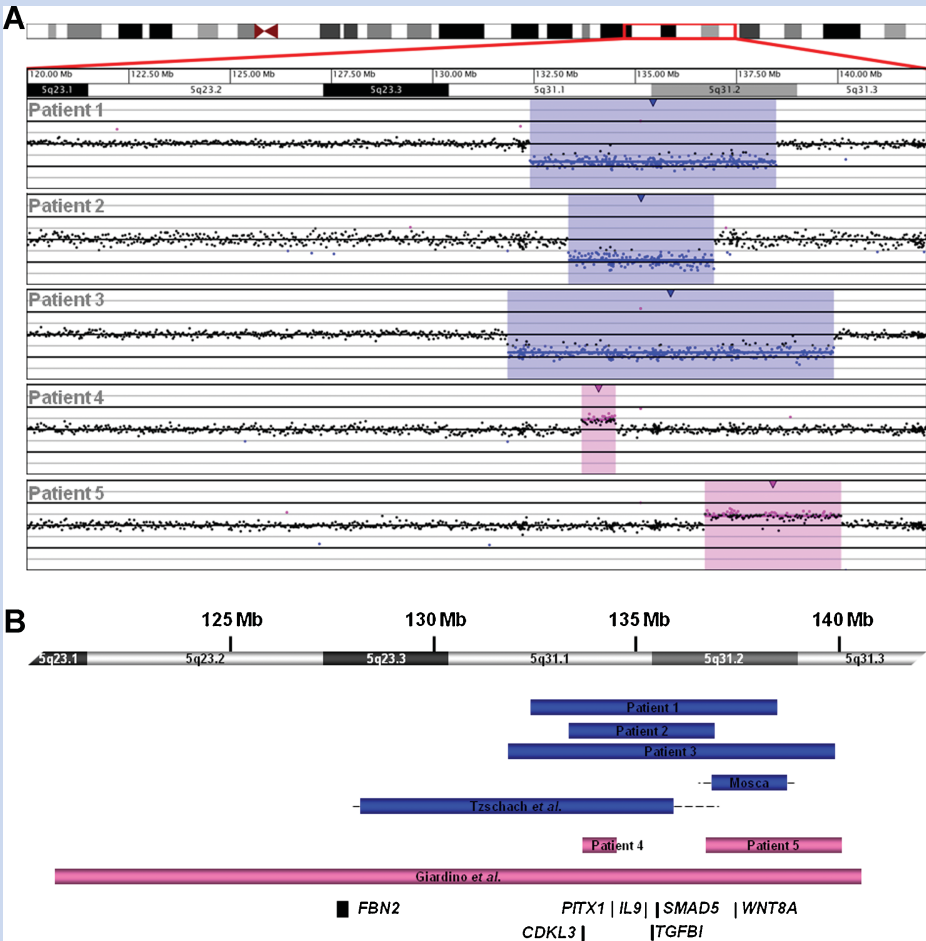 A
120.00 Mb 122.50 Mb 125.00 Mb 127.50 Mb 130.00 Mb 132.50 Mb 135.00 Mb 137.50 Mb 140.00 Mb
5q23.1 5q23.2 5q23.3 5q31.1 5q31.2 5q31.3
Patient 1
Patient 2
Patient 3
Patient 4
Patient 5
B
125 Mb 130 Mb 135 Mb 140 Mb
5q23.1 5q23.2 5q23.3 5q31.1 5q31.2 5q31.3
Patient 1
Patient 2
Patient 3
Mosca
Tzschach et al.
Patient 4 Patient 5
Giardino et al.
FBN2 PITX1 IL9 SMAD5 WNT8A
CDKL3 TGFBI